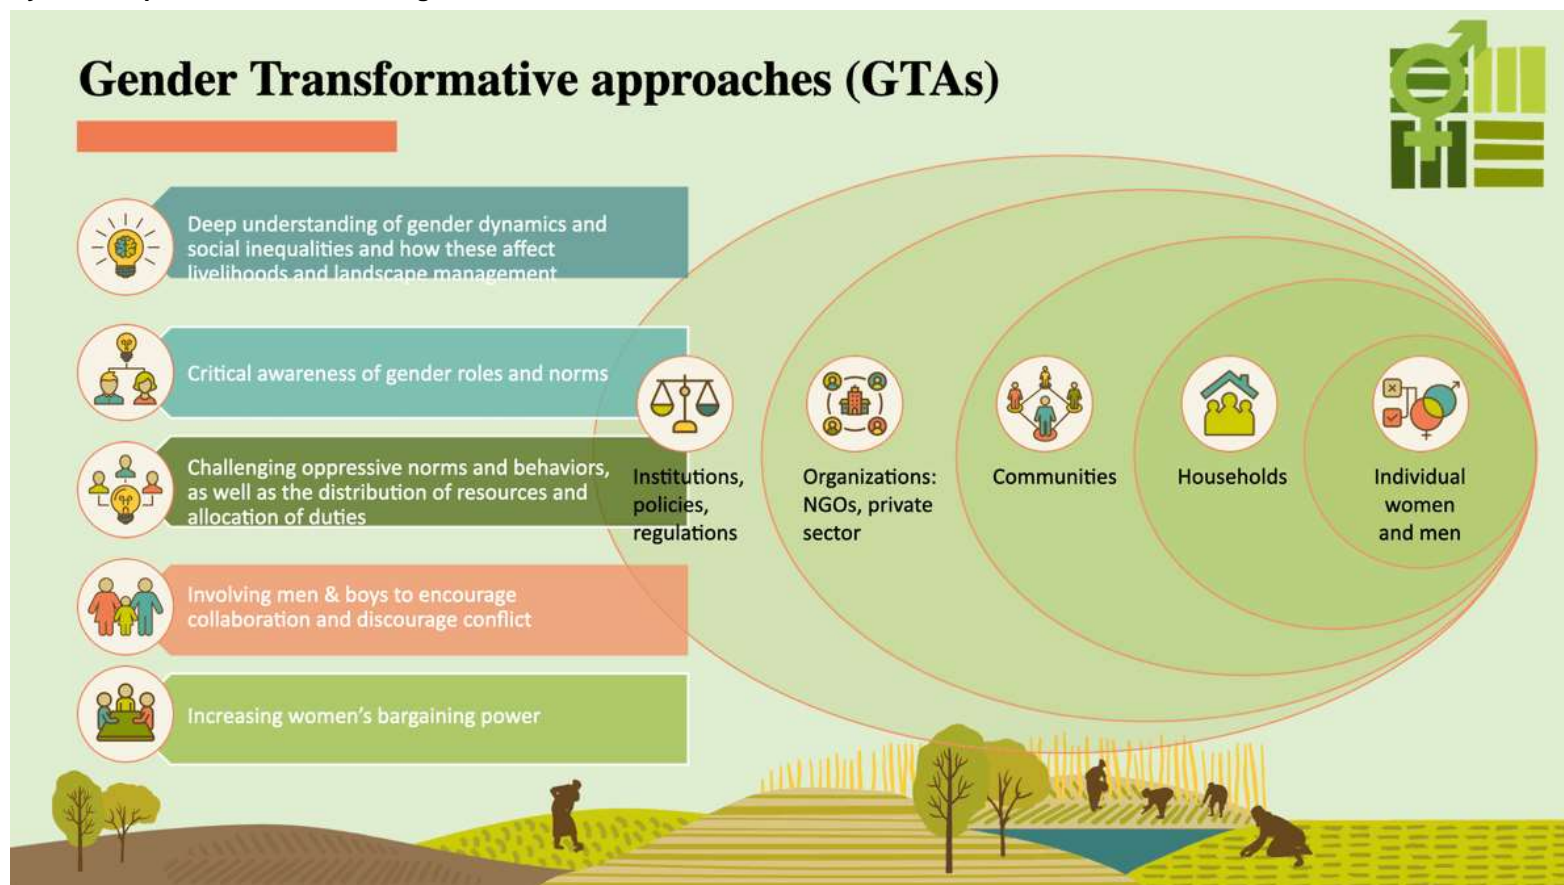 Gender Transformative approaches (GTAs)
Deep understanding of gender dynamics and
social inequalities and how these affect
livelihoods and landscape management
Critical awareness of gender roles and norms
Challenging oppressive norms and behaviors,
as well as the distribution of resources and
allocation of duties
Involving men & boys to encourage
collaboration and discourage conflict
Increasing women's bargaining power
Institutions,
policies,
regulations
Organizations:
NGOs, private
sector
Communities
Households
Individual
women
and men